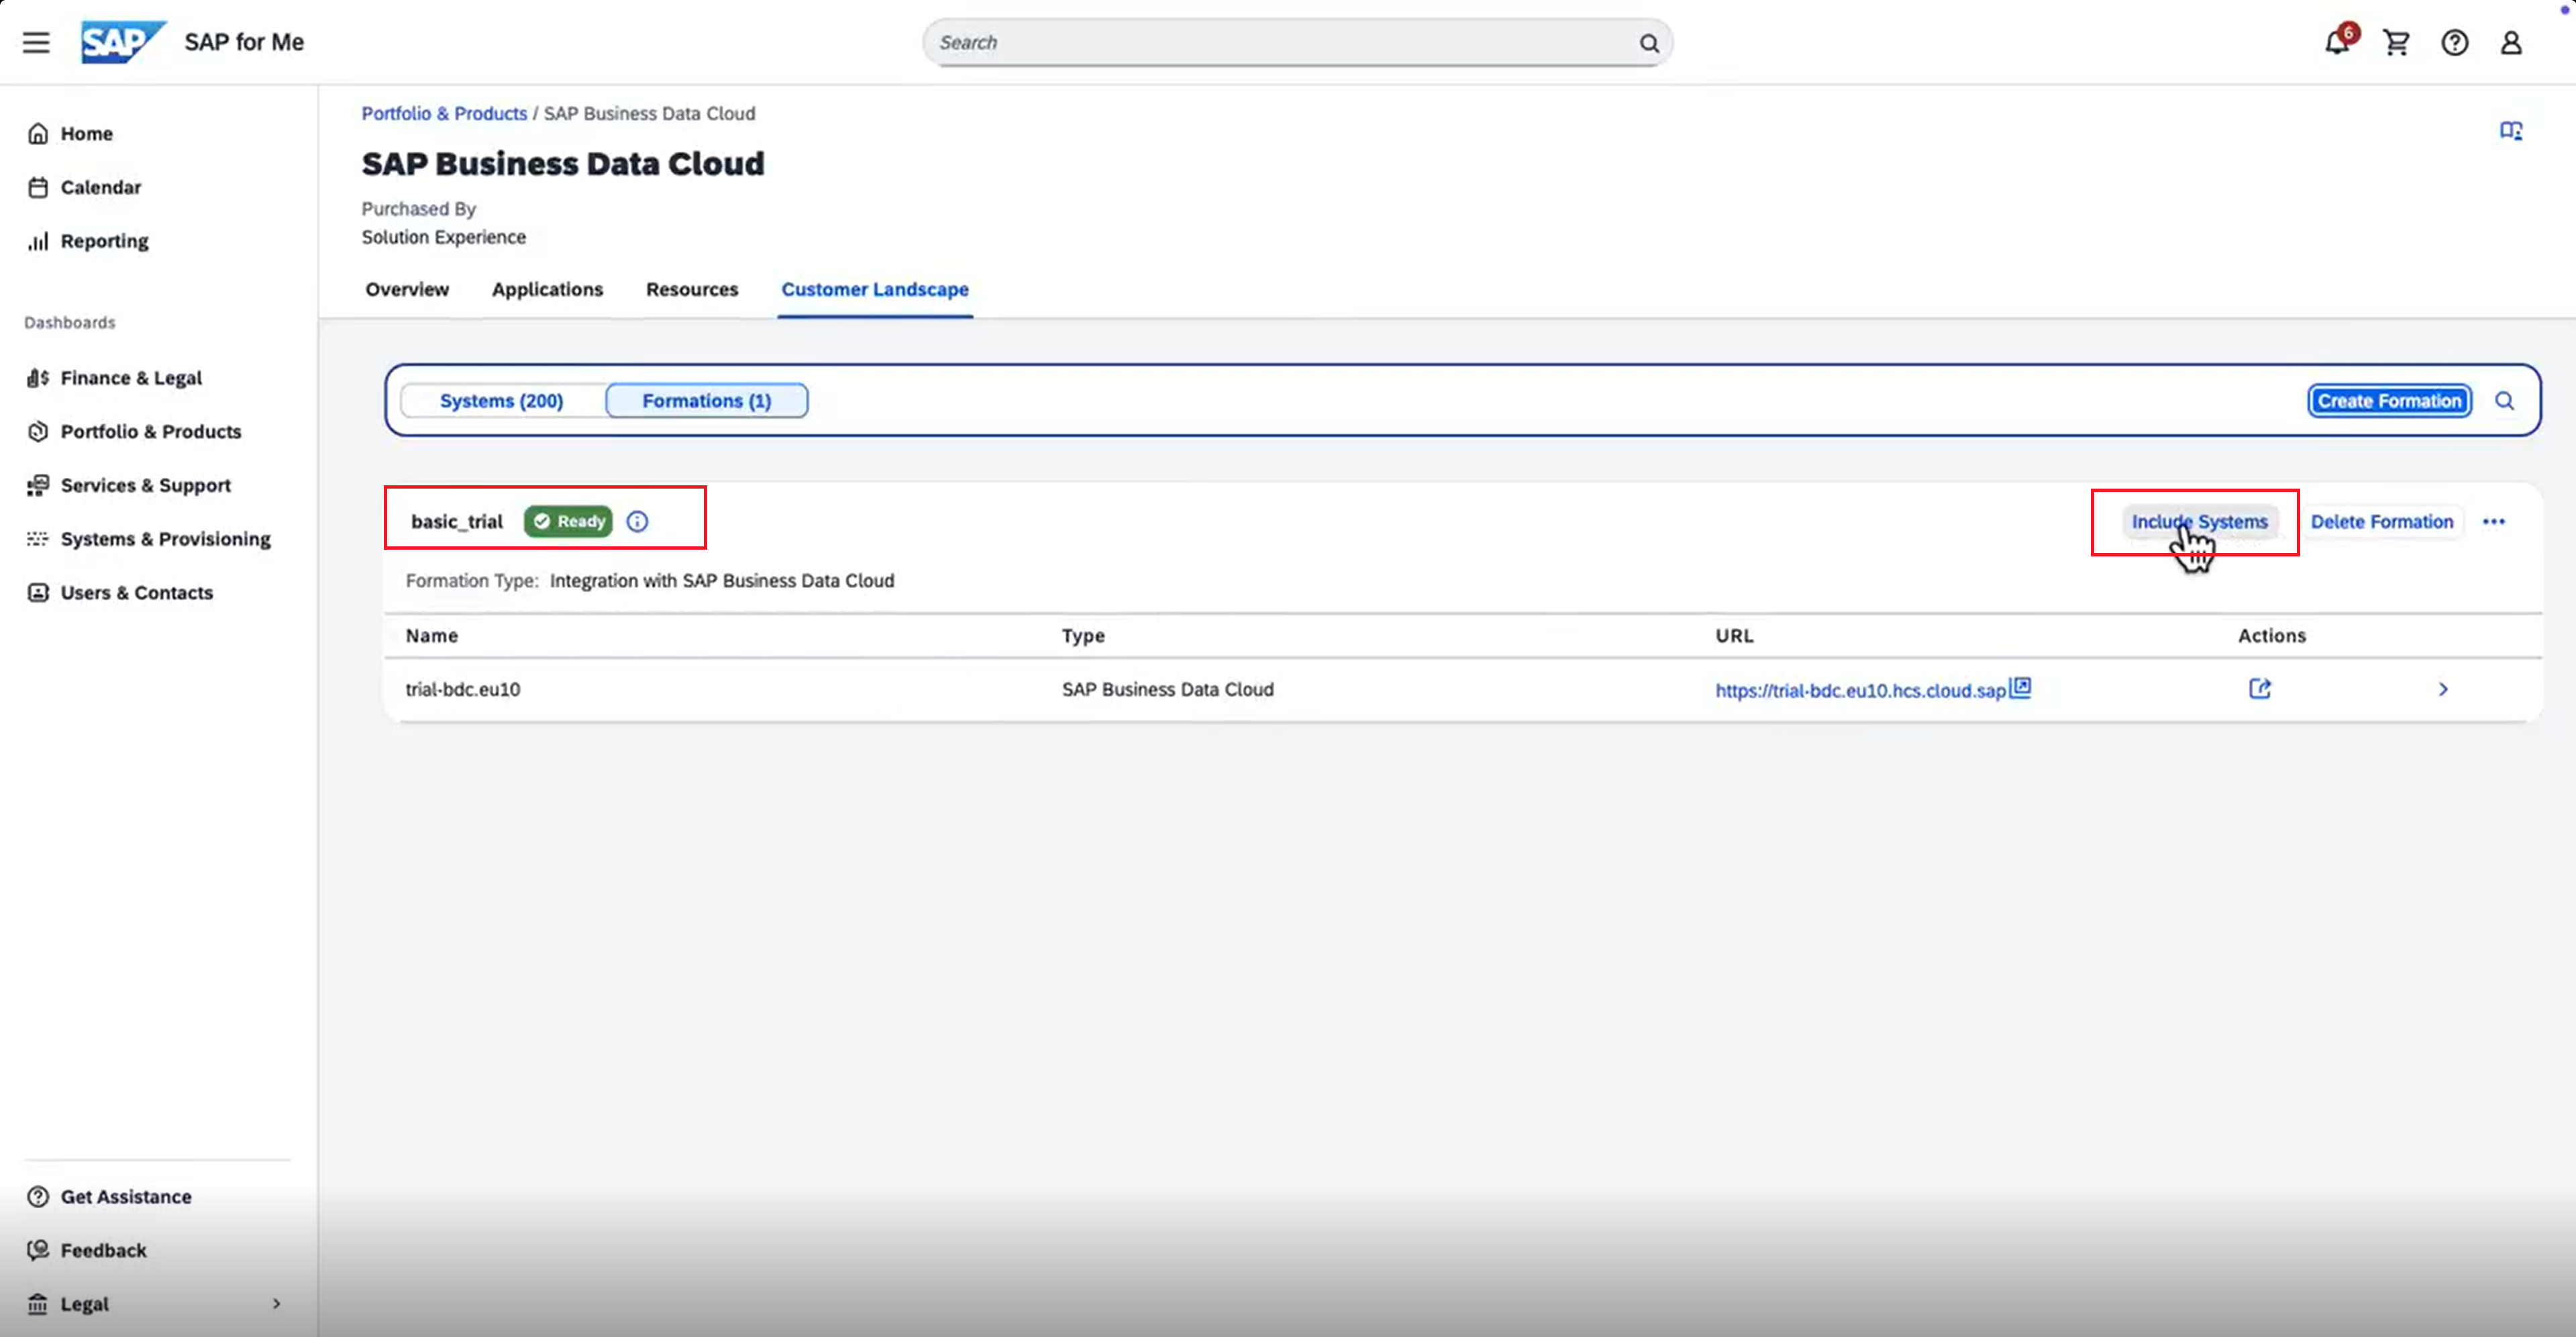 SAP SAP for Me
Search
6
Home
Calendar
Reporting
Dashboards
Finance & Legal
Portfolio & Products
Services & Support
Systems & Provisioning
Users & Contacts
Get Assistance
Feedback
Legal
Portfolio & Products / SAP Business Data Cloud
SAP Business Data Cloud
Purchased By
Solution Experience
Overview Applications Resources Customer Landscape
Systems (200) Formations (1) Create Formation
basic_trial Ready Include Systems Delete Formation
Formation Type: Integration with SAP Business Data Cloud
Name Type URL Actions
trial-bdc.eu10 SAP Business Data Cloud https://trial-bdc.eu10.hcs.cloud.sap